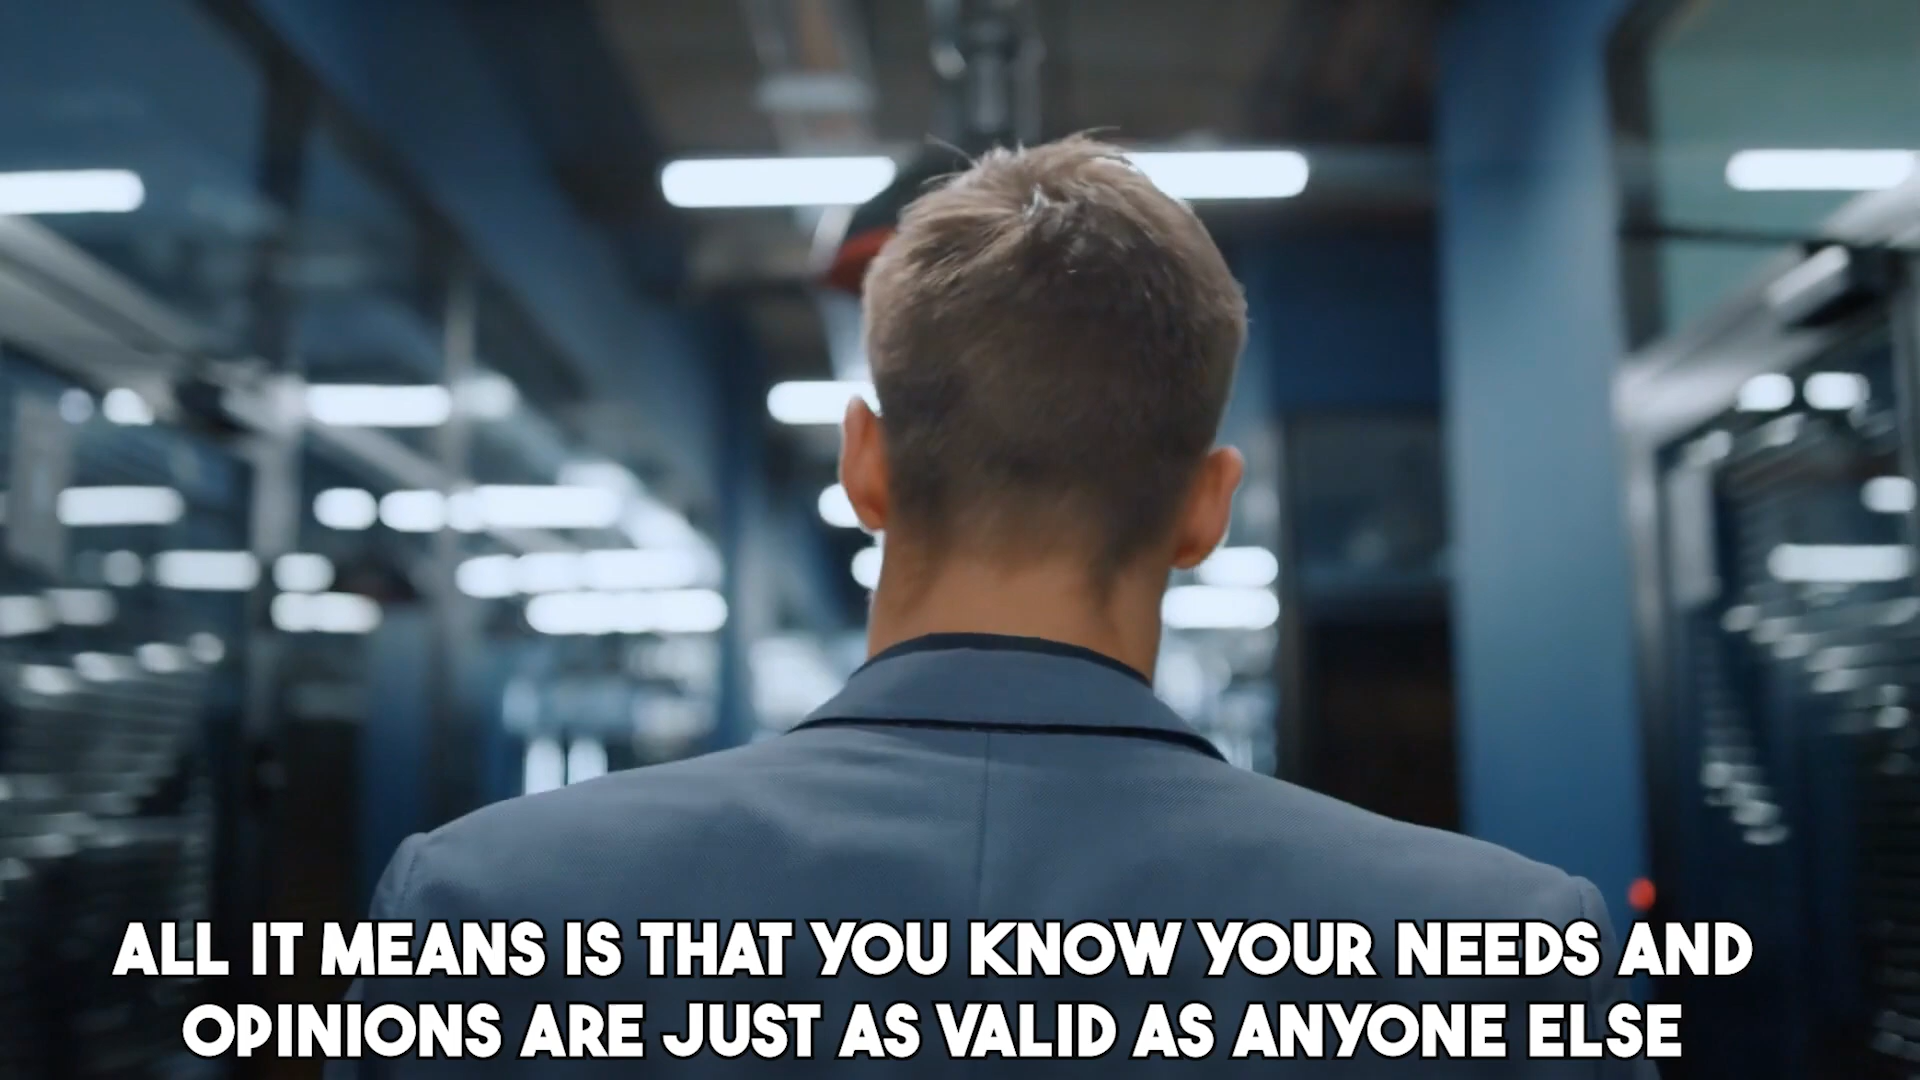 ALL IT MEANS IS THAT YOU KNOW YOUR NEEDS AND
OPINIONS ARE JUST AS VALID AS ANYONE ELSE